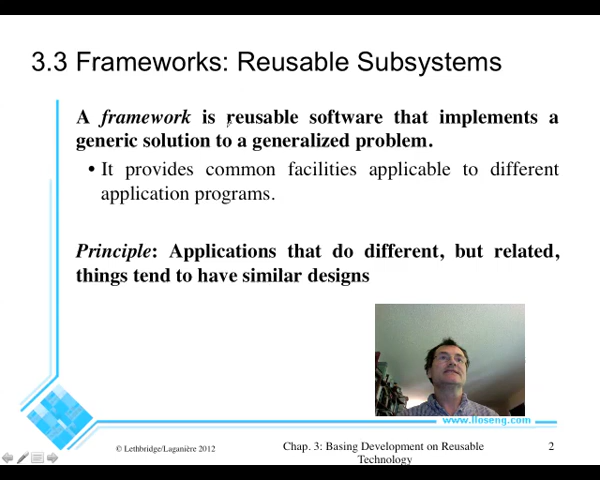 3.3 Frameworks: Reusable Subsystems
A framework is reusable software that implements a
generic solution to a generalized problem.
• It provides common facilities applicable to different
application programs.
Principle: Applications that do different, but related,
things tend to have similar designs
www.lloseng.com
© Lethbridge/Laganière 2012
Chap. 3: Basing Development on Reusable
Technology
2